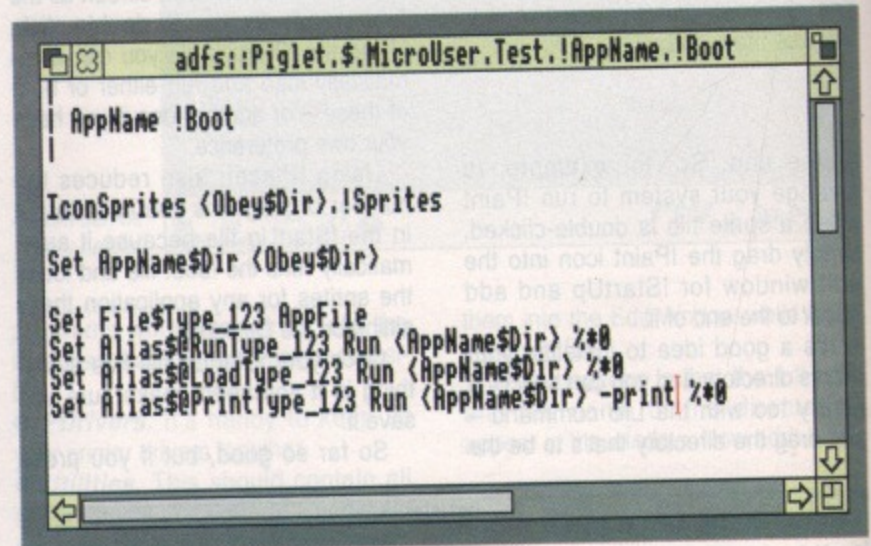 adfs::Piglet.$.MicroUser.Test.!AppName.!Boot
|
| AppName !Boot
|
IconSprites <Obey$Dir>.!Sprites
Set AppName$Dir <Obey$Dir>
Set File$Type_123 AppFile
Set Alias$@RunType_123 Run <AppName$Dir> %*0
Set Alias$@LoadType_123 Run <AppName$Dir> %*0
Set Alias$@PrintType_123 Run <AppName$Dir> -print %*0